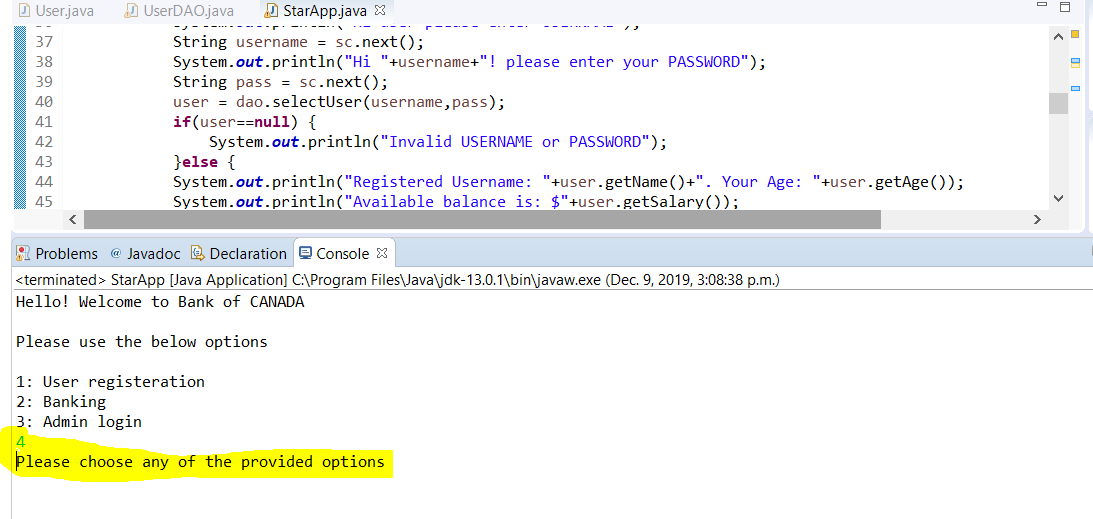 User.java UserDAO.java StarApp.java
37 String username = sc.next();
38 System.out.println("Hi "+username+"! please enter your PASSWORD");
39 String pass = sc.next();
40 user = dao.selectUser(username,pass);
41 if(user==null) {
42 System.out.println("Invalid USERNAME or PASSWORD");
43 }else {
44 System.out.println("Registered Username: "+user.getName()+". Your Age: "+user.getAge());
45 System.out.println("Available balance is: $"+user.getSalary());
Problems @ Javadoc Declaration Console
<terminated> StarApp [Java Application] C:\Program Files\Java\jdk-13.0.1\bin\javaw.exe (Dec. 9, 2019, 3:08:38 p.m.)
Hello! Welcome to Bank of CANADA
Please use the below options
1: User registeration
2: Banking
3: Admin login
4
Please choose any of the provided options